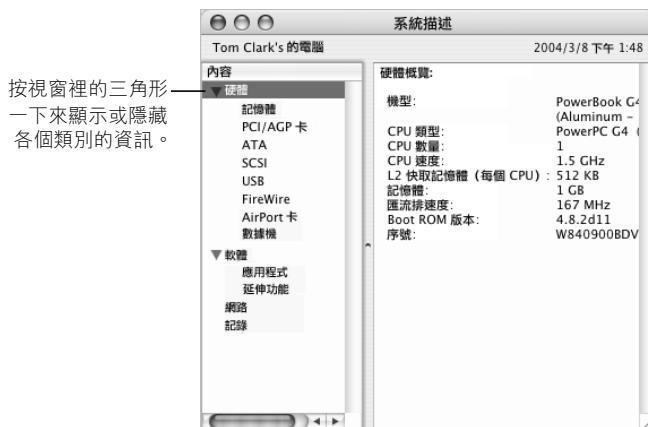 系統描述
Tom Clark's 的電腦
2004/3/8 下午 1:48
按視窗裡的三角形
一下來顯示或隱藏
各個類別的資訊。
內容
硬體
記憶體
PCI/AGP 卡
ATA
SCSI
USB
FireWire
AirPort 卡
數據機
軟體
應用程式
延伸功能
網路
記錄
硬體概覽:
機型: PowerBook G4
(Aluminum –
CPU 類型: PowerPC G4 (
CPU 數量: 1
CPU 速度: 1.5 GHz
L2 快取記憶體（每個 CPU）: 512 KB
記憶體: 1 GB
匯流排速度: 167 MHz
Boot ROM 版本: 4.8.2d11
序號: W840900BDV